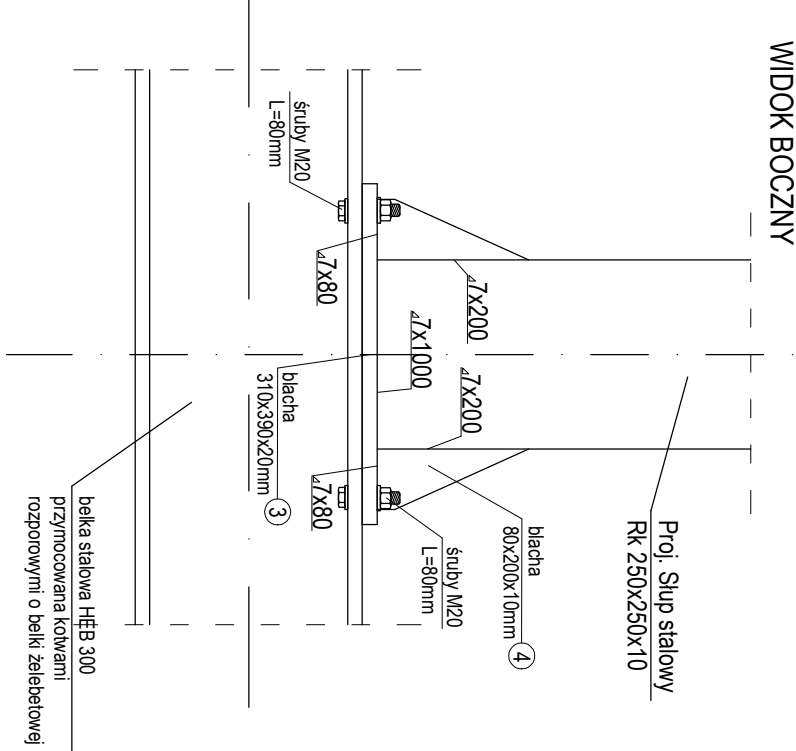 WIDOK BOCZNY
Proj. Słup stalowy
Rk 250x250x10
blacha
80x200x10mm
4
śruby M20
L=80mm
7x200
7x200
7x1000
7x80
7x80
śruby M20
L=80mm
blacha
310x390x20mm
3
belka stalowa HEB 300
przymocowana kotwami
rozporowymi o belki żelebetowej